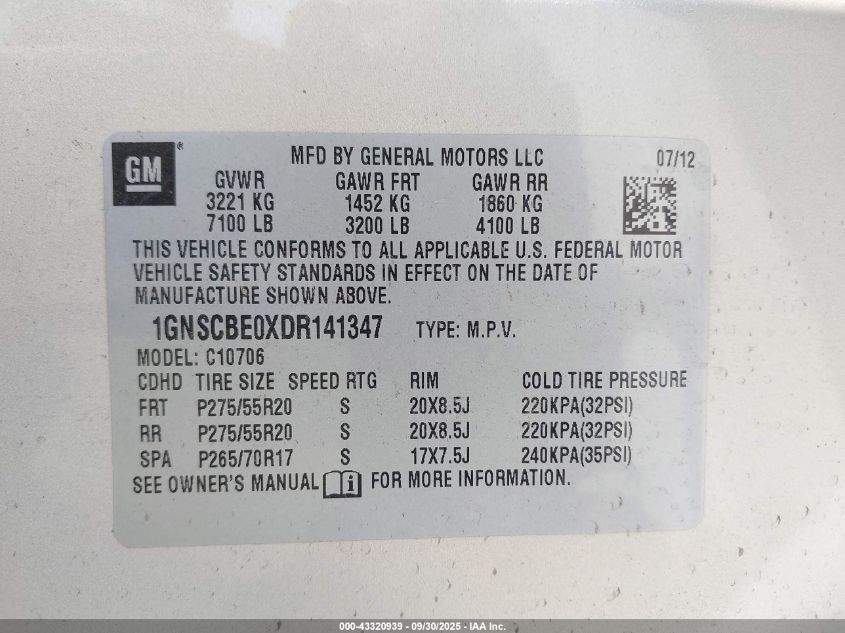 GM®
MFD BY GENERAL MOTORS LLC 07/12
GVWR GAWR FRT GAWR RR
3221 KG 1452 KG 1860 KG
7100 LB 3200 LB 4100 LB
THIS VEHICLE CONFORMS TO ALL APPLICABLE U.S. FEDERAL MOTOR
VEHICLE SAFETY STANDARDS IN EFFECT ON THE DATE OF
MANUFACTURE SHOWN ABOVE.
1GNSCBE0XDR141347 TYPE: M.P.V.
MODEL: C10706
CDHD TIRE SIZE SPEED RTG RIM COLD TIRE PRESSURE
FRT P275/55R20 S 20X8.5J 220KPA(32PSI)
RR P275/55R20 S 20X8.5J 220KPA(32PSI)
SPA P265/70R17 S 17X7.5J 240KPA(35PSI)
SEE OWNER'S MANUAL i FOR MORE INFORMATION.
000-43320939 - 09/30/2025 - IAA Inc.